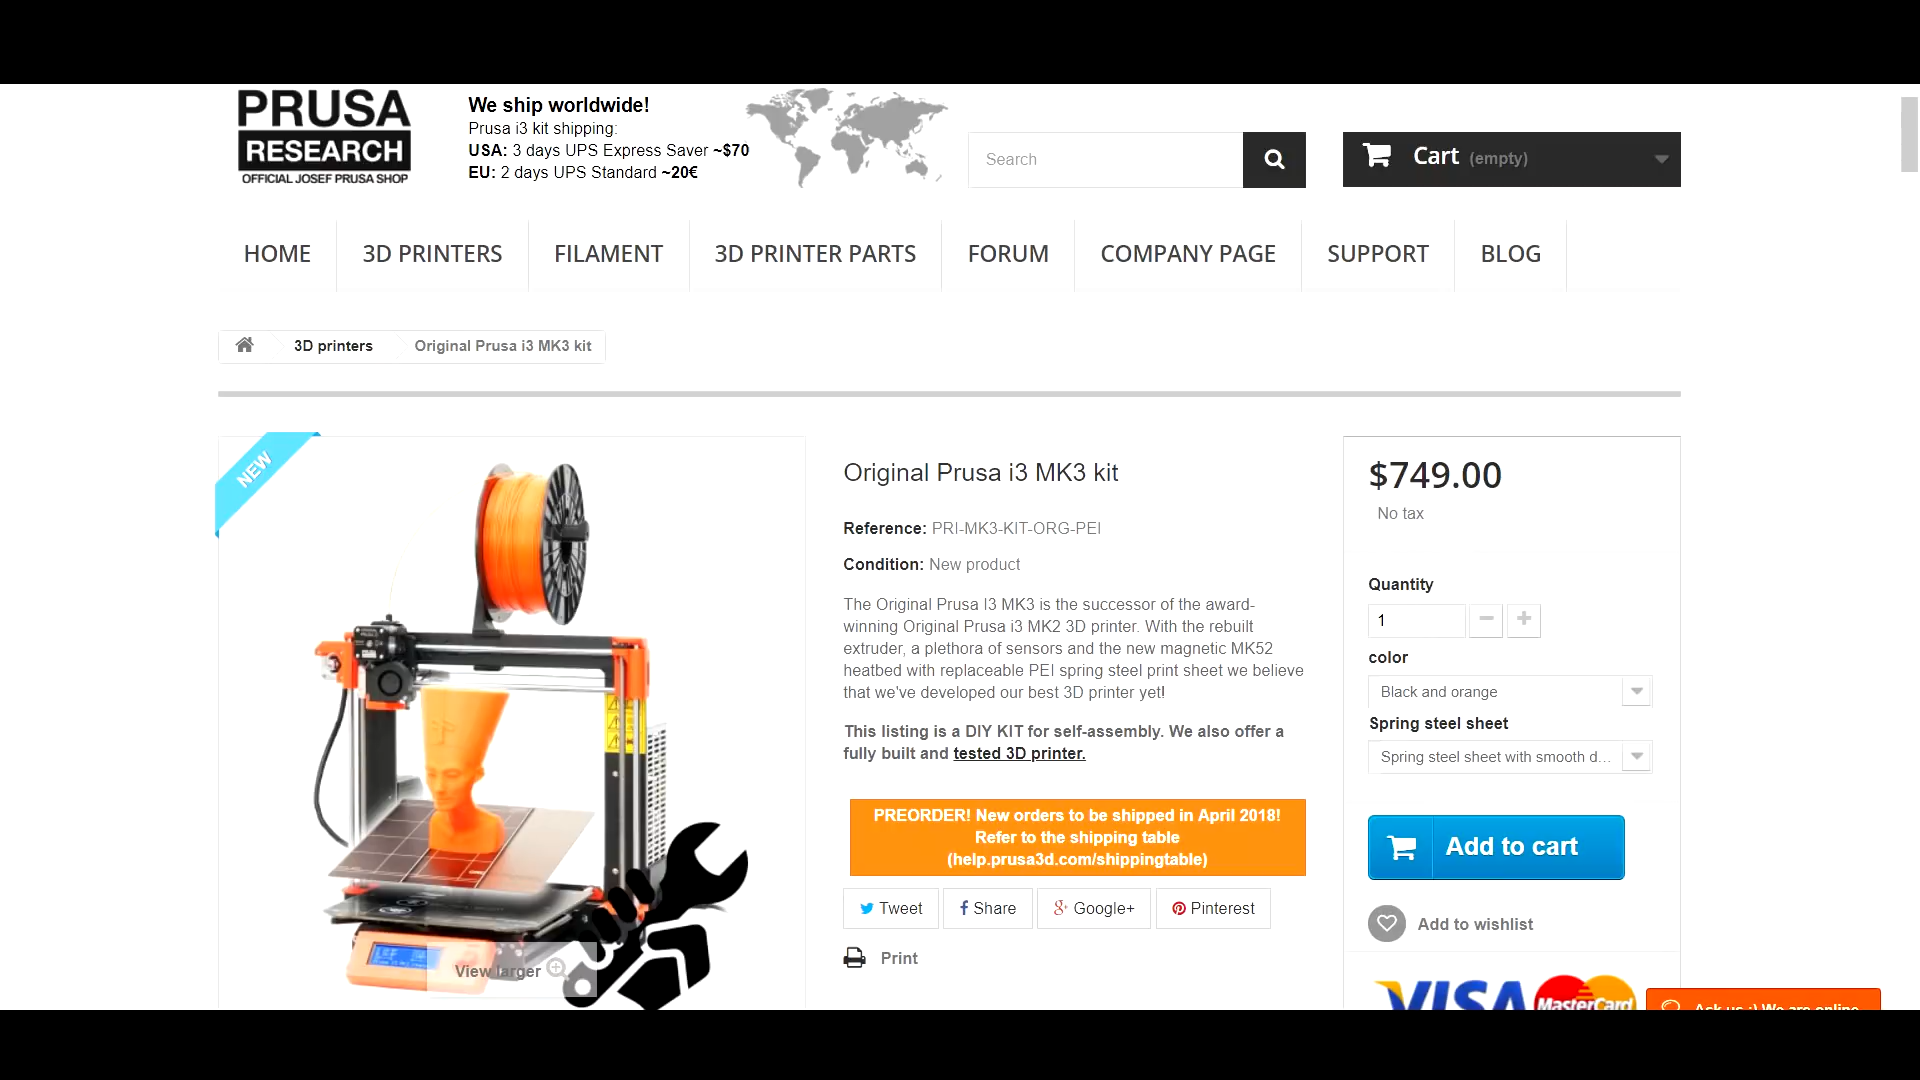 PRUSA
RESEARCH
OFFICIAL JOSEF PRUSA SHOP
We ship worldwide!
Prusa i3 kit shipping:
USA: 3 days UPS Express Saver ~$70
EU: 2 days UPS Standard ~20€
Search
Cart (empty)
HOME
3D PRINTERS
FILAMENT
3D PRINTER PARTS
FORUM
COMPANY PAGE
SUPPORT
BLOG
3D printers
Original Prusa i3 MK3 kit
NEW
View larger
Original Prusa i3 MK3 kit
Reference: PRI-MK3-KIT-ORG-PEI
Condition: New product
The Original Prusa I3 MK3 is the successor of the award-
winning Original Prusa i3 MK2 3D printer. With the rebuilt
extruder, a plethora of sensors and the new magnetic MK52
heatbed with replaceable PEI spring steel print sheet we believe
that we've developed our best 3D printer yet!
This listing is a DIY KIT for self-assembly. We also offer a
fully built and tested 3D printer.
PREORDER! New orders to be shipped in April 2018!
Refer to the shipping table
(help.prusa3d.com/shippingtable)
Tweet
Share
Google+
Pinterest
Print
$749.00
No tax
Quantity
1
color
Black and orange
Spring steel sheet
Spring steel sheet with smooth d...
Add to cart
Add to wishlist
VISA
MasterCard
Ask us :) We are online